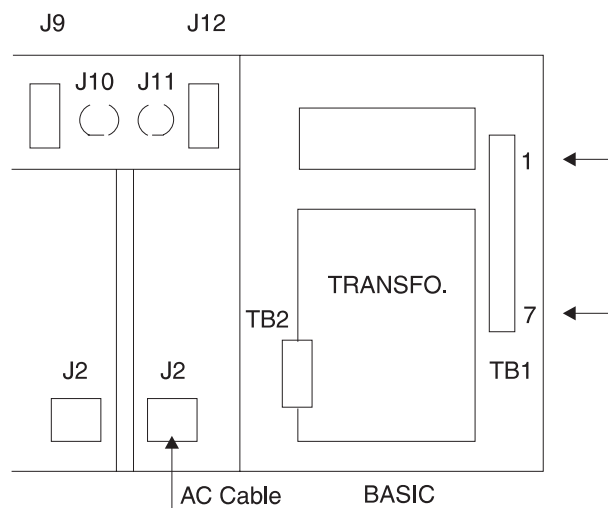 J9
J12
J10
J11
1
TRANSFO.
7
TB2
TB1
J2
J2
AC Cable
BASIC